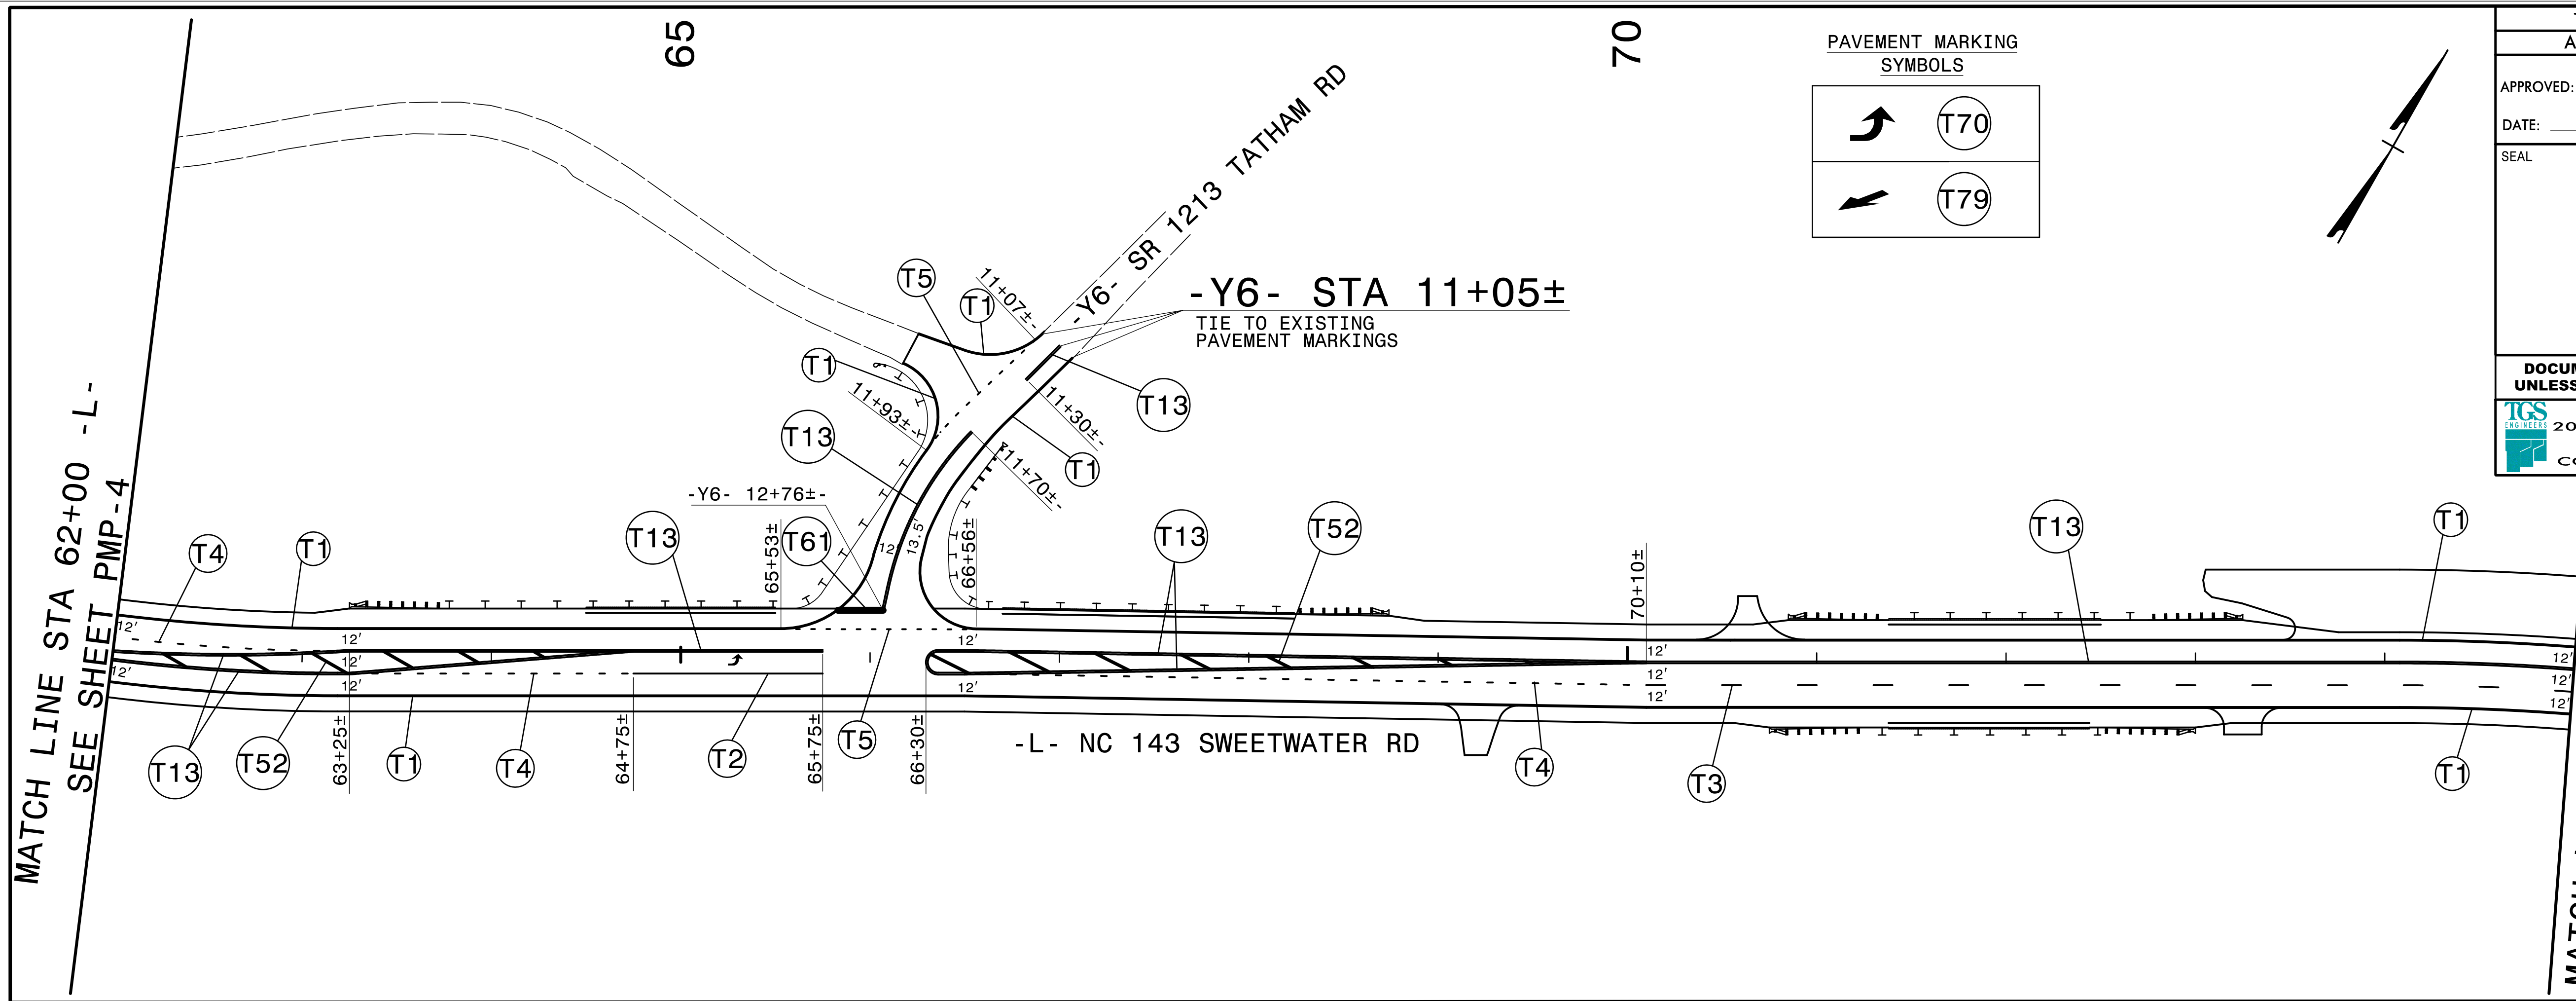 65
70
PAVEMENT MARKING
SYMBOLS
T70
T79
APPROVED:
DATE:
SEAL
DOCUM
UNLESS
TGS
ENGINEERS
-Y6- SR 1213 TATHAM RD
-Y6- STA 11+05±
TIE TO EXISTING
PAVEMENT MARKINGS
T5
T1
11+07±-
T1
11+93±-
T13
T13
11+30±-
T1
11+70±-
-Y6- 12+76±-
T61
12'
13.5'
65+53±
66+56±
MATCH LINE STA 62+00 -L-
SEE SHEET PMP-4
T4
T1
T13
T13
T52
70+10±
T13
T1
12'
12'
12'
12'
12'
12'
12'
12'
12'
12'
12'
12'
12'
T13
T52
63+25±
T1
T4
64+75±
T2
65+75±
T5
66+30±
-L- NC 143 SWEETWATER RD
T4
T3
T1